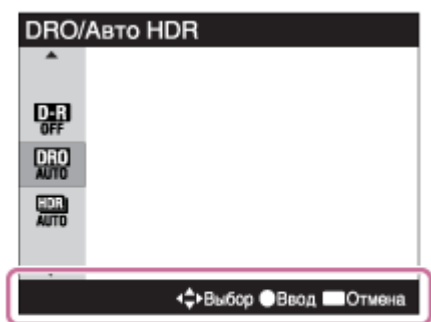 DRO/Авто HDR
D-R
OFF
DRO
AUTO
HDR
AUTO
Выбор Ввод Отмена